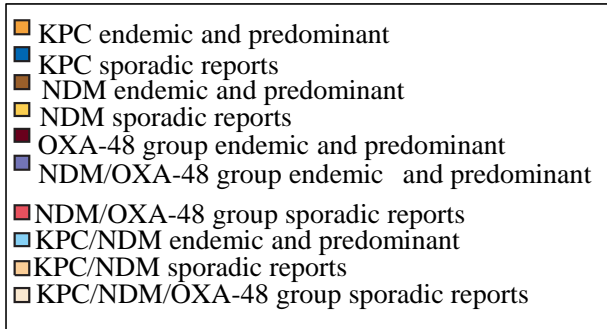 KPC endemic and predominant
KPC sporadic reports
NDM endemic and predominant
NDM sporadic reports
OXA-48 group endemic and predominant
NDM/OXA-48 group endemic and predominant
NDM/OXA-48 group sporadic reports
KPC/NDM endemic and predominant
KPC/NDM sporadic reports
KPC/NDM/OXA-48 group sporadic reports